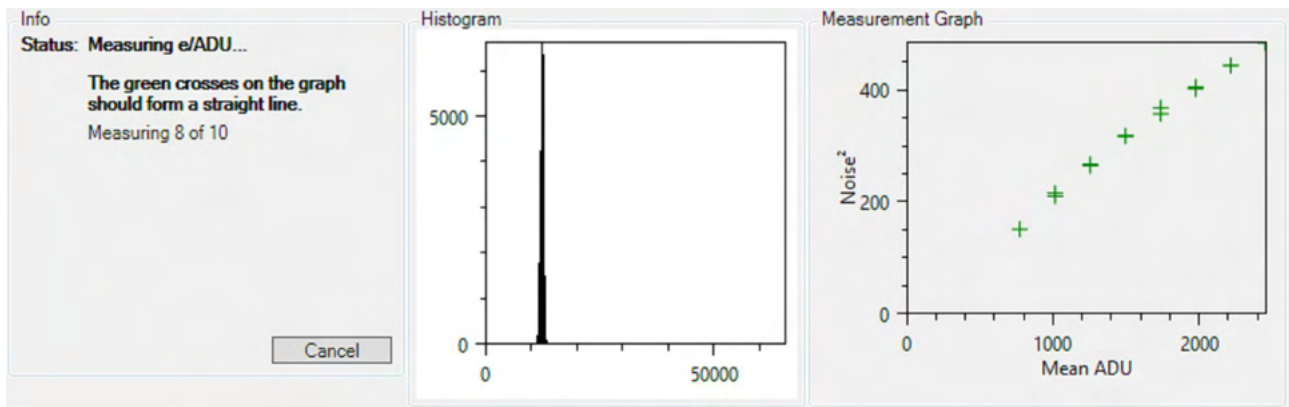 Info
Status: Measuring e/ADU...
The green crosses on the graph
should form a straight line.
Measuring 8 of 10
Cancel
Histogram
5000
0
0
50000
Measurement Graph
Noise²
400
200
0
0
1000
2000
Mean ADU